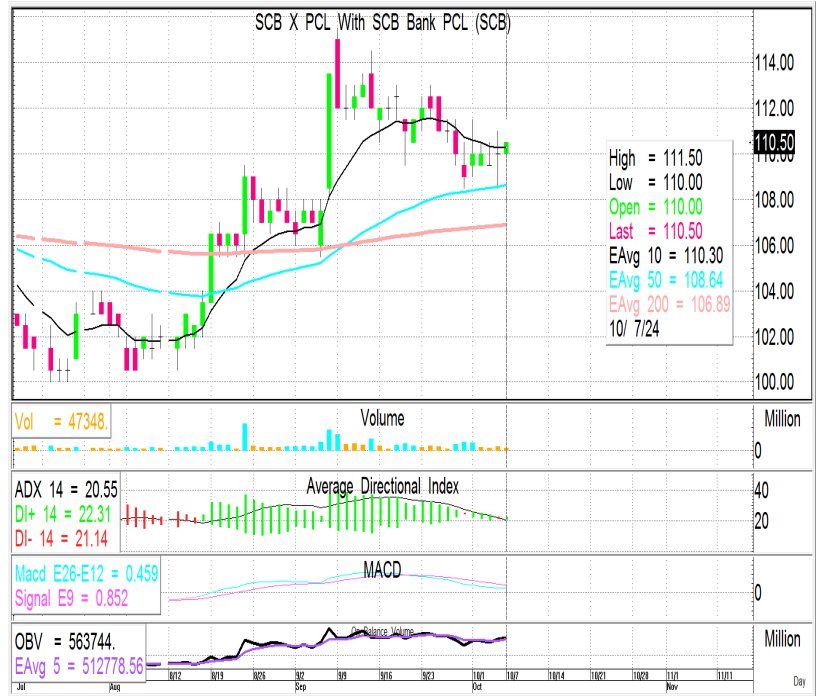 SCB X PCL With SCB Bank PCL (SCB)
114.00
112.00
110.50
110.00
108.00
106.00
104.00
102.00
100.00
High = 111.50
Low = 110.00
Open = 110.00
Last = 110.50
EAvg 10 = 110.30
EAvg 50 = 108.64
EAvg 200 = 106.89
10/ 7/24
Vol = 47348.
Volume
Million
0
ADX 14 = 20.55
DI+ 14 = 22.31
DI- 14 = 21.14
Average Directional Index
40
20
Macd E26-E12 = 0.459
Signal E9 = 0.852
MACD
0
OBV = 563744.
EAvg 5 = 512778.56
On Balance Volume
Million
8/12 8/19 8/26 9/2 9/9 9/16 9/23 10/1 10/7 10/14 10/21 10/28 11/1 11/11
Jul Aug Sep Oct Nov
Day